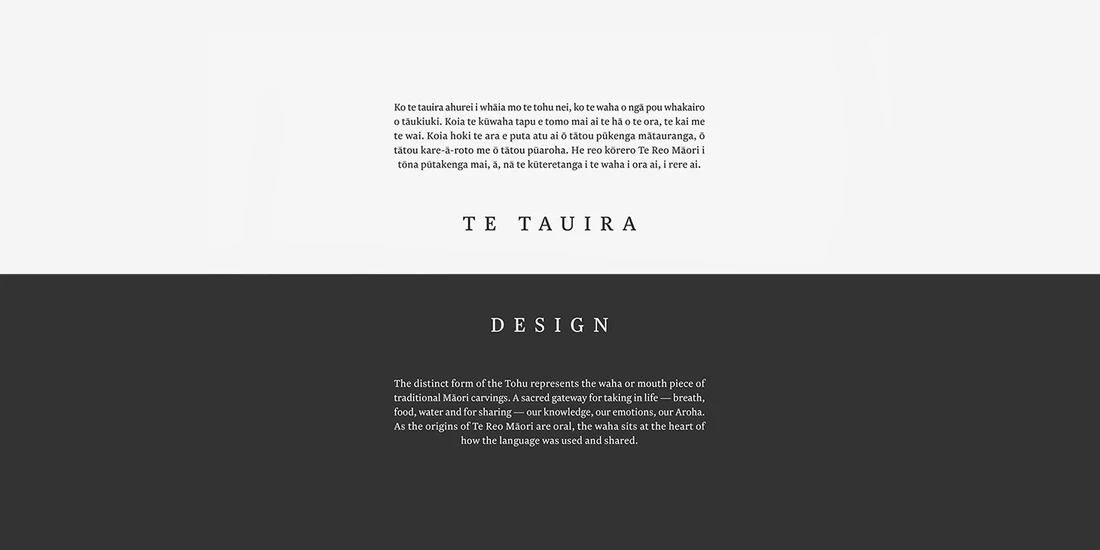 Ko te tauira ahurei i whāia mo te tohu nei, ko te waha o ngā pou whakairo
o tāukiuki. Koia te kūwaha tapu e tomo mai ai te hā o te ora, te kai me
te wai. Koia hoki te ara e puta atu ai ō tātou pūkenga mātauranga, ō
tātou kare-ā-roto me ō tātou pūaroha. He reo kōrero Te Reo Māori i
tōna pūtakenga mai, ā, nā te kūteretanga i te waha i ora ai, i rere ai.
TE TAUIRA
DESIGN
The distinct form of the Tohu represents the waha or mouth piece of
traditional Māori carvings. A sacred gateway for taking in life — breath,
food, water and for sharing — our knowledge, our emotions, our Aroha.
As the origins of Te Reo Māori are oral, the waha sits at the heart of
how the language was used and shared.